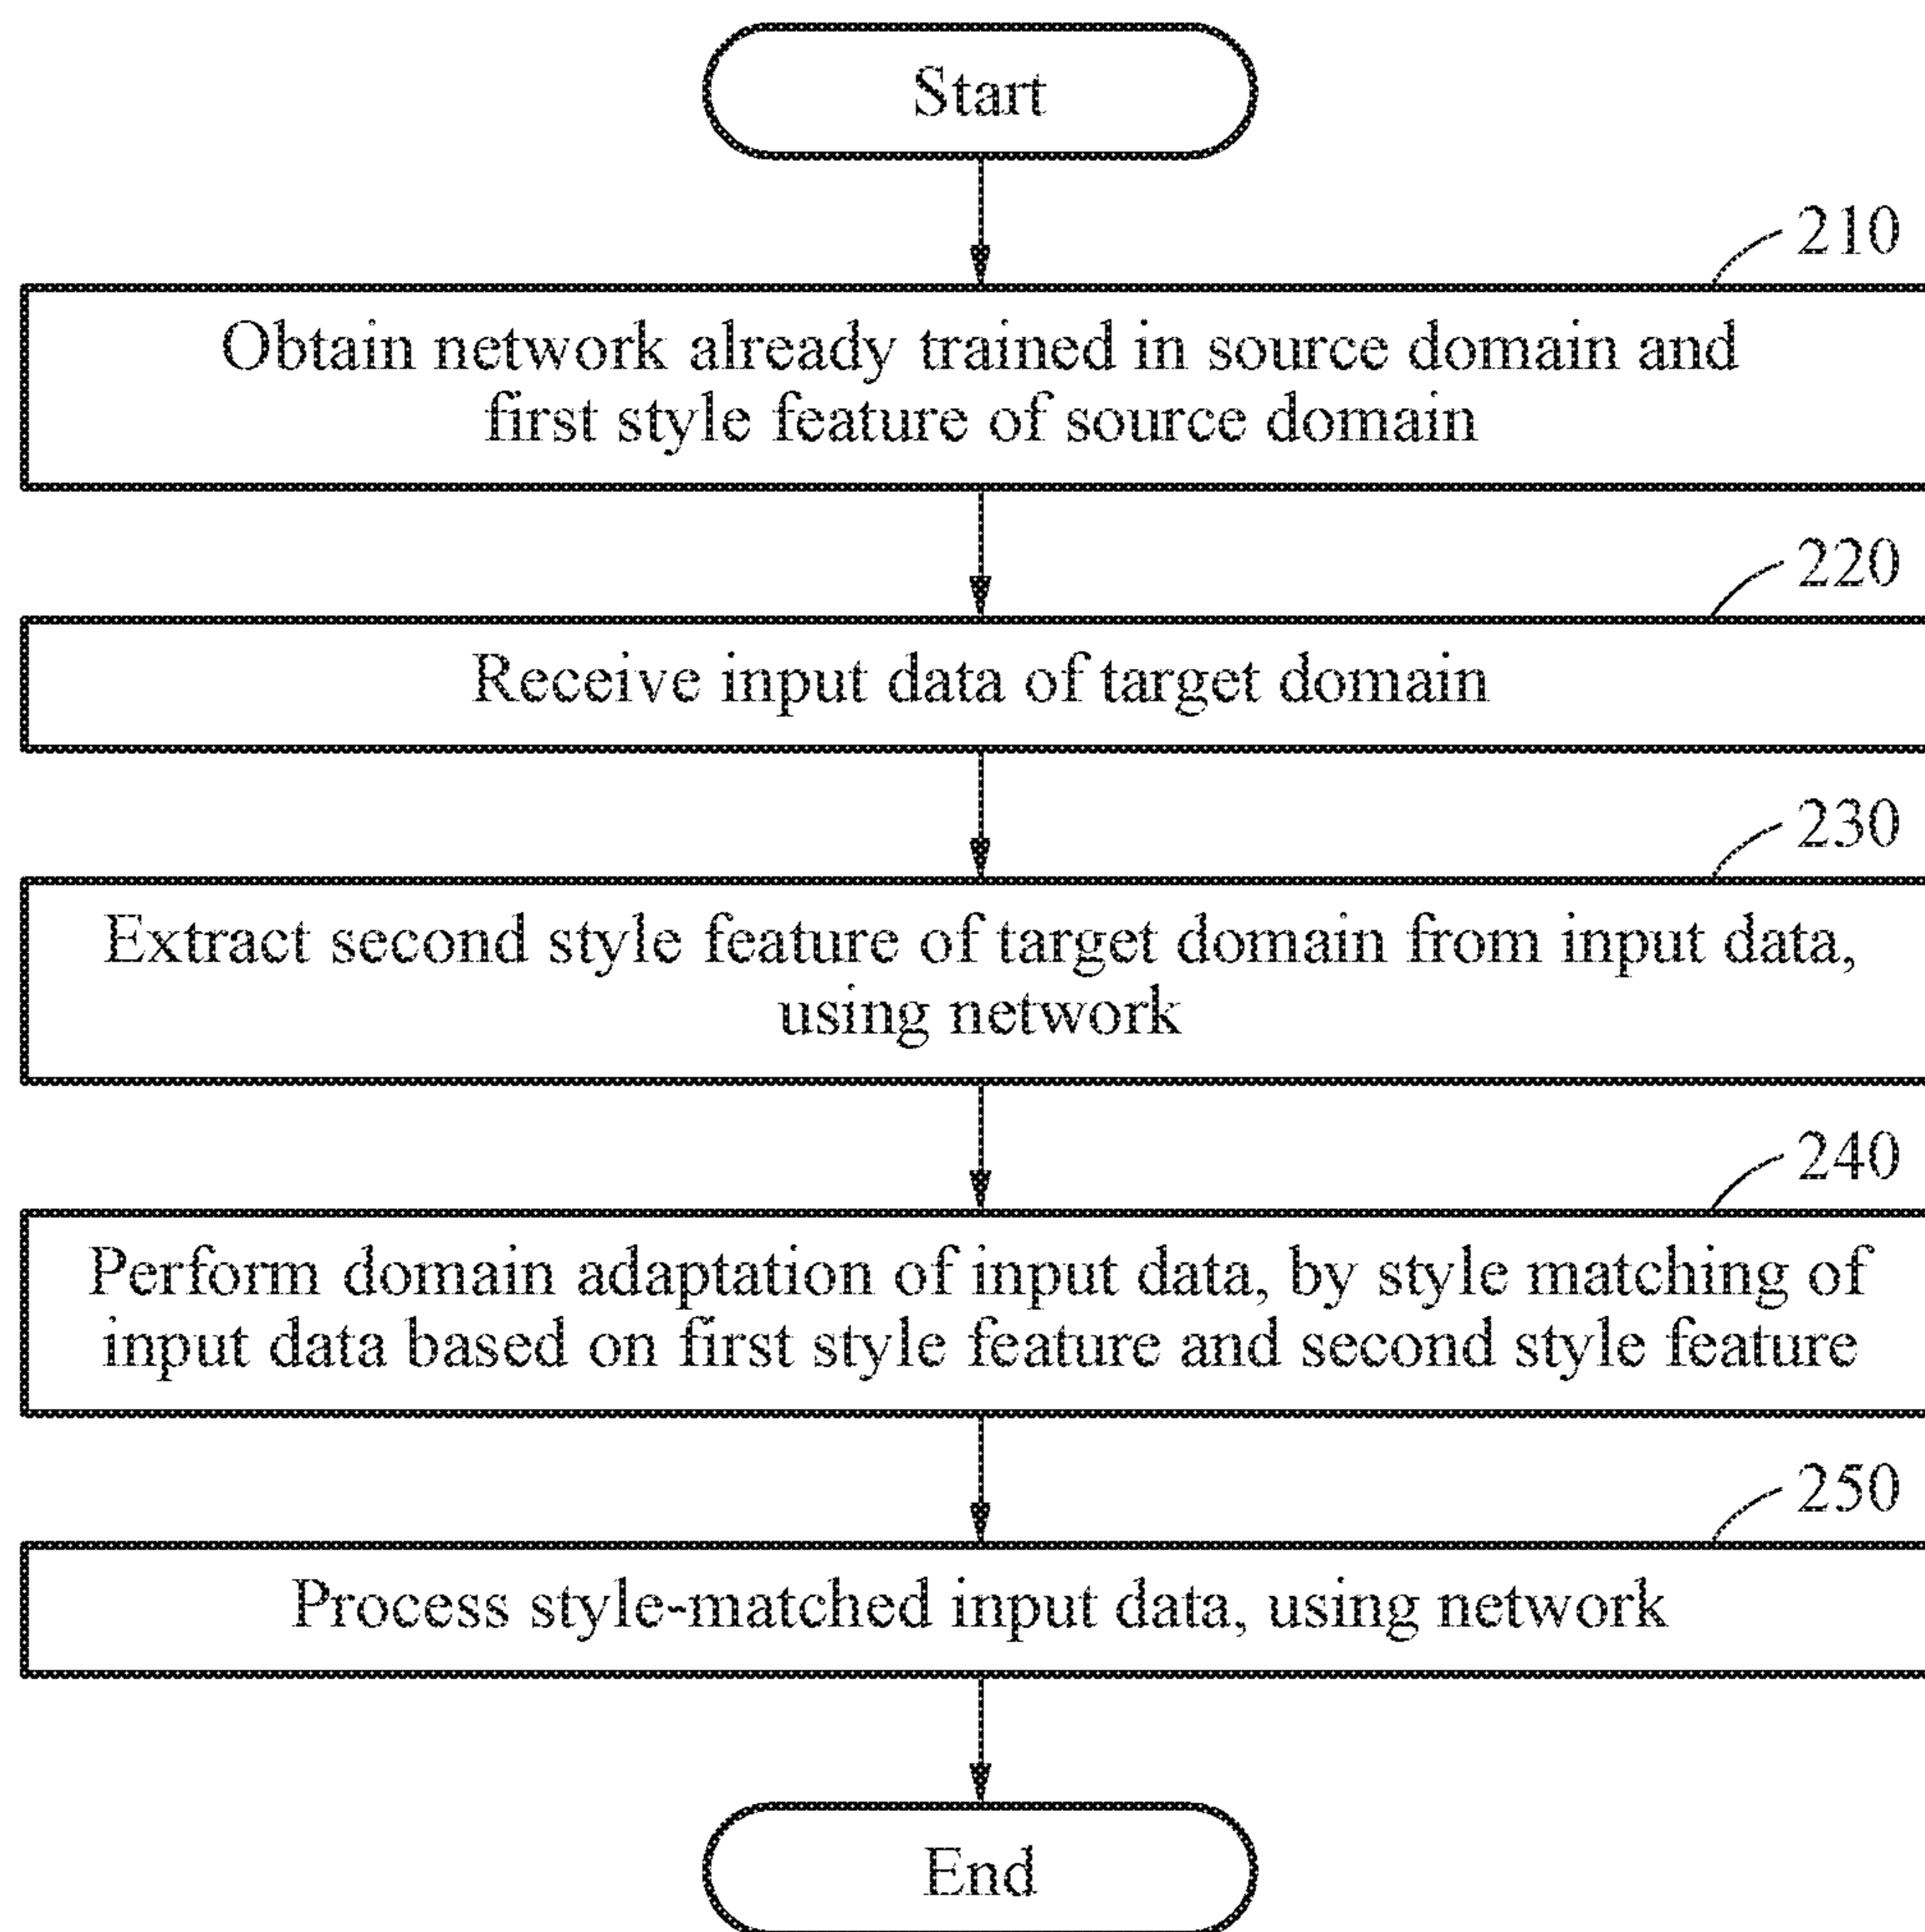 Start
210
Obtain network already trained in source domain and
first style feature of source domain
220
Receive input data of target domain
230
Extract second style feature of target domain from input data,
using network
240
Perform domain adaptation of input data, by style matching of
input data based on first style feature and second style feature
250
Process style-matched input data, using network
End